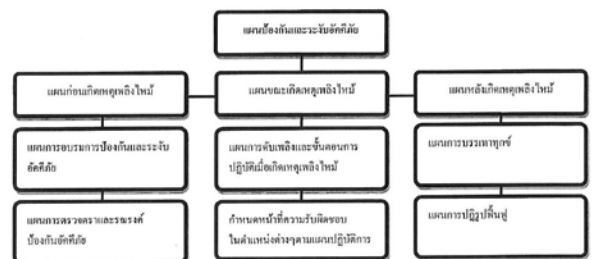 แผนป้องกันและระงับอัคคีภัย
แผนก่อนเกิดเหตุเพลิงไหม้
แผนขณะเกิดเหตุเพลิงไหม้
แผนหลังเกิดเหตุเพลิงไหม้
แผนการอบรมการป้องกันและระงับ
อัคคีภัย
แผนการดับเพลิงและขั้นตอนการ
ปฏิบัติเมื่อเกิดเหตุเพลิงไหม้
แผนการบรรเทาทุกข์
แผนการตรวจตราและรณรงค์
ป้องกันอัคคีภัย
กำหนดหน้าที่ความรับผิดชอบ
ในตำแหน่งต่างๆตามแผนปฏิบัติการ
แผนการปฏิรูปฟื้นฟู